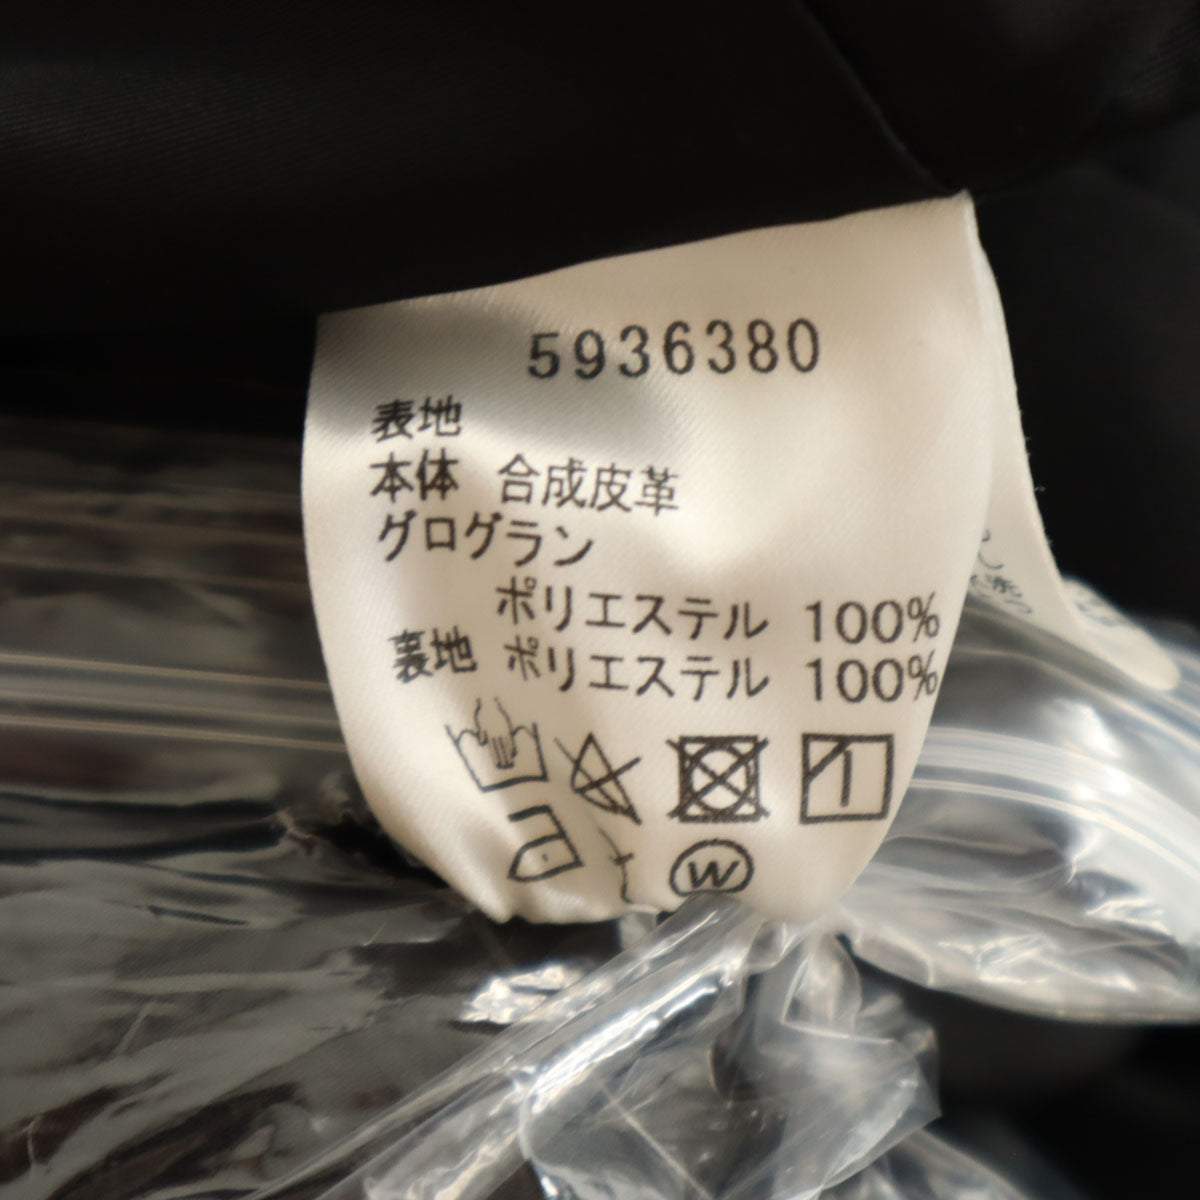 5936380
表地
本体 合成皮革
グログラン
ポリエステル 100%
裏地 ポリエステル 100%
W